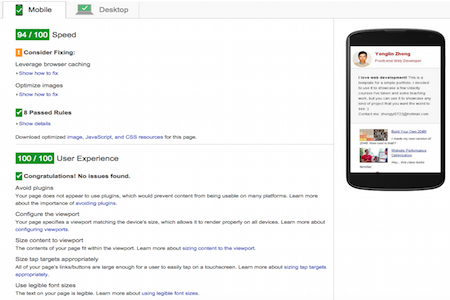 Mobile
Desktop
94 / 100 Speed
! Consider Fixing:
Leverage browser caching
▸ Show how to fix
Optimize images
▸ Show how to fix
8 Passed Rules
▸ Show details
Download optimized image, JavaScript, and CSS resources for this page.
100 / 100 User Experience
Congratulations! No issues found.
Avoid plugins
Your page does not appear to use plugins, which would prevent content from being usable on many platforms. Learn more
about the importance of avoiding plugins.
Configure the viewport
Your page specifies a viewport matching the device's size, which allows it to render properly on all devices. Learn more about
configuring viewports.
Size content to viewport
The contents of your page fit within the viewport. Learn more about sizing content to the viewport.
Size tap targets appropriately
All of your page's links/buttons are large enough for a user to easily tap on a touchscreen. Learn more about sizing tap targets
appropriately.
Use legible font sizes
The text on your page is legible. Learn more about using legible font sizes.
Yonglin Zhong
Front-end Web Developer
I love web development! This is a
template for a simple portfolio. I decided
to use it to showcase a few Udacity
courses I've taken and some teaching
work, but you can use it to showcase any
kind of project that you want the world to
see :)
Build Your Own 2048!
Website Performance
Optimization